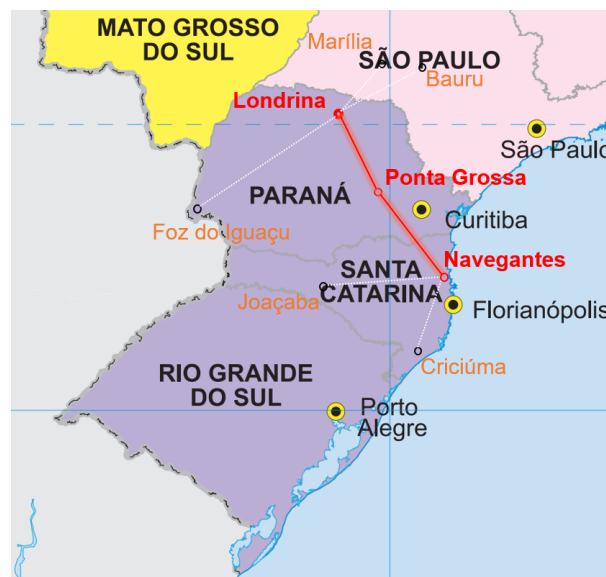 MATO GROSSO
DO SUL
Marília
SÃO PAULO
Bauru
Londrina
São Paulo
Ponta Grossa
PARANÁ
Curitiba
Foz do Iguaçu
Navegantes
SANTA
CATARINA
Joaçaba
Florianópolis
Criciúma
RIO GRANDE
DO SUL
Porto
Alegre